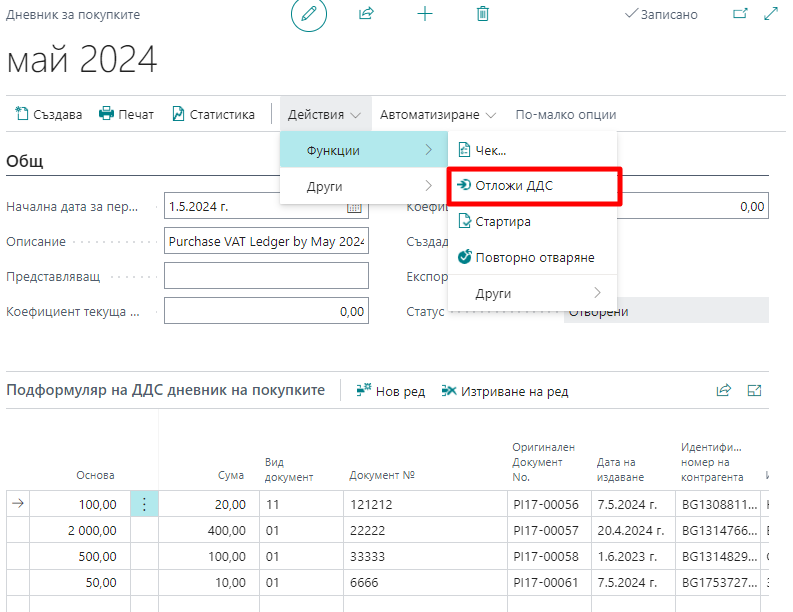 Дневник за покупките
Записано
май 2024
Създава Печат Статистика Действия Автоматизиране По-малко опции
Функции
Други
Чек...
Отложи ДДС
Стартира
Повторно отваряне
Други
Общ
Начална дата за пер... 1.5.2024 г. 0,00
Описание Purchase VAT Ledger by May 2024
Представляващ
Коефициент текуща ... 0,00
Статус Отворени
Подформуляр на ДДС дневник на покупките Нов ред Изтриване на ред
Основа Сума Вид документ Документ № Оригинален Документ No. Дата на издаване Идентифи... номер на контрагента
100,00 20,00 11 121212 PI17-00056 7.5.2024 г. BG1308811...
2 000,00 400,00 01 22222 PI17-00057 20.4.2024 г. BG1314766...
500,00 100,00 01 33333 PI17-00058 1.6.2023 г. BG1314829...
50,00 10,00 01 6666 PI17-00061 7.5.2024 г. BG1753727...